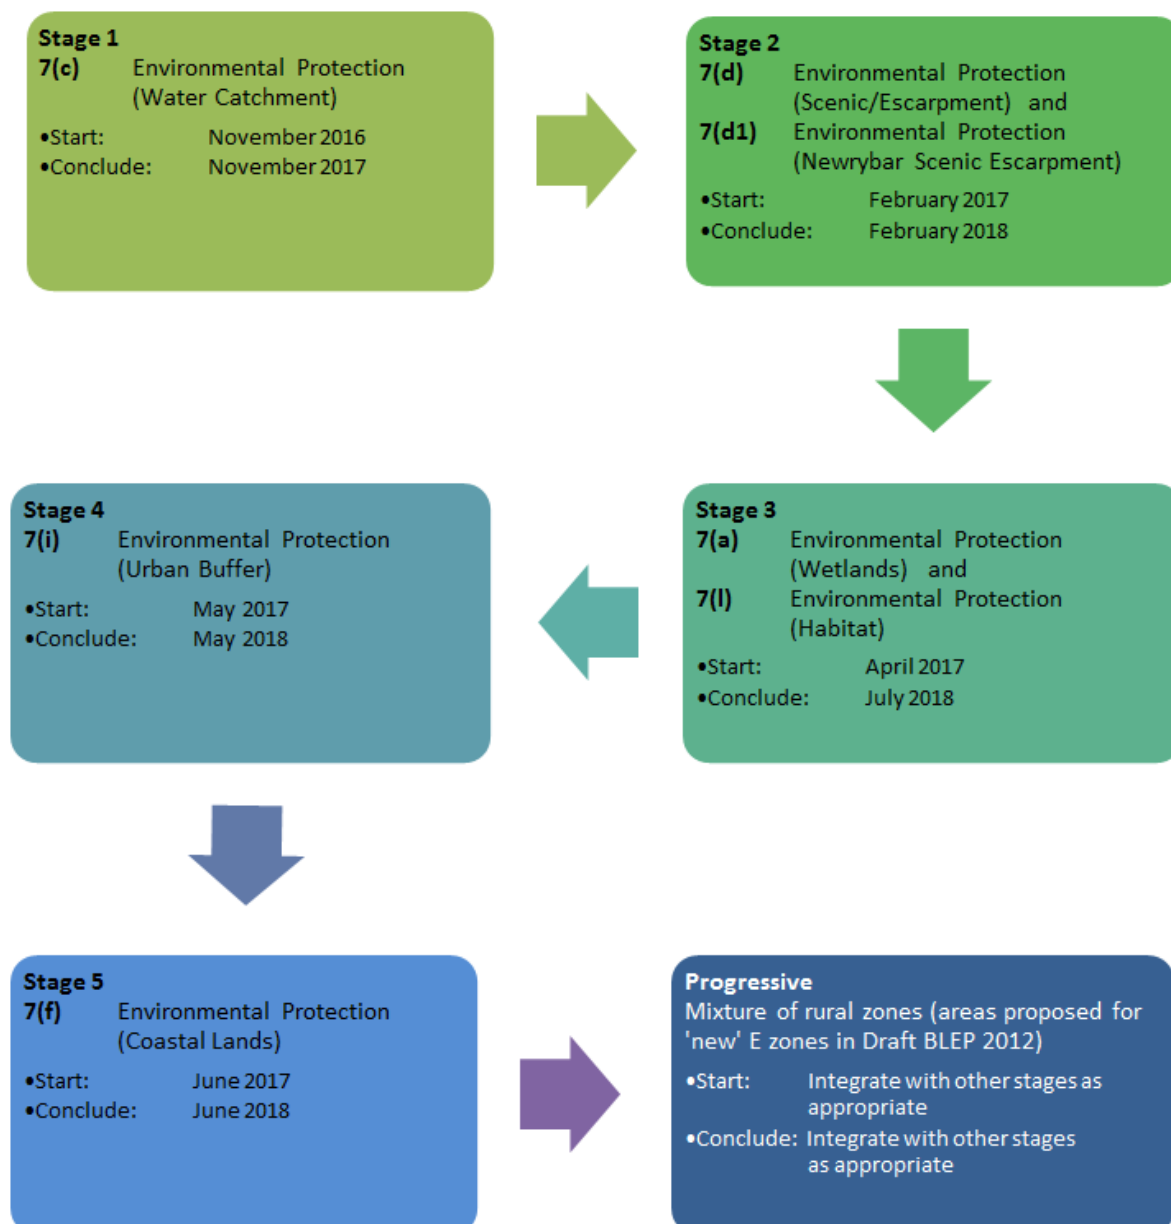 Stage 1
7(c) Environmental Protection
(Water Catchment)
•Start: November 2016
•Conclude: November 2017
Stage 2
7(d) Environmental Protection
(Scenic/Escarpment) and
7(d1) Environmental Protection
(Newrybar Scenic Escarpment)
•Start: February 2017
•Conclude: February 2018
Stage 3
7(a) Environmental Protection
(Wetlands) and
7(l) Environmental Protection
(Habitat)
•Start: April 2017
•Conclude: July 2018
Stage 4
7(i) Environmental Protection
(Urban Buffer)
•Start: May 2017
•Conclude: May 2018
Stage 5
7(f) Environmental Protection
(Coastal Lands)
•Start: June 2017
•Conclude: June 2018
Progressive
Mixture of rural zones (areas proposed for
'new' E zones in Draft BLEP 2012)
•Start: Integrate with other stages as
appropriate
•Conclude: Integrate with other stages
as appropriate